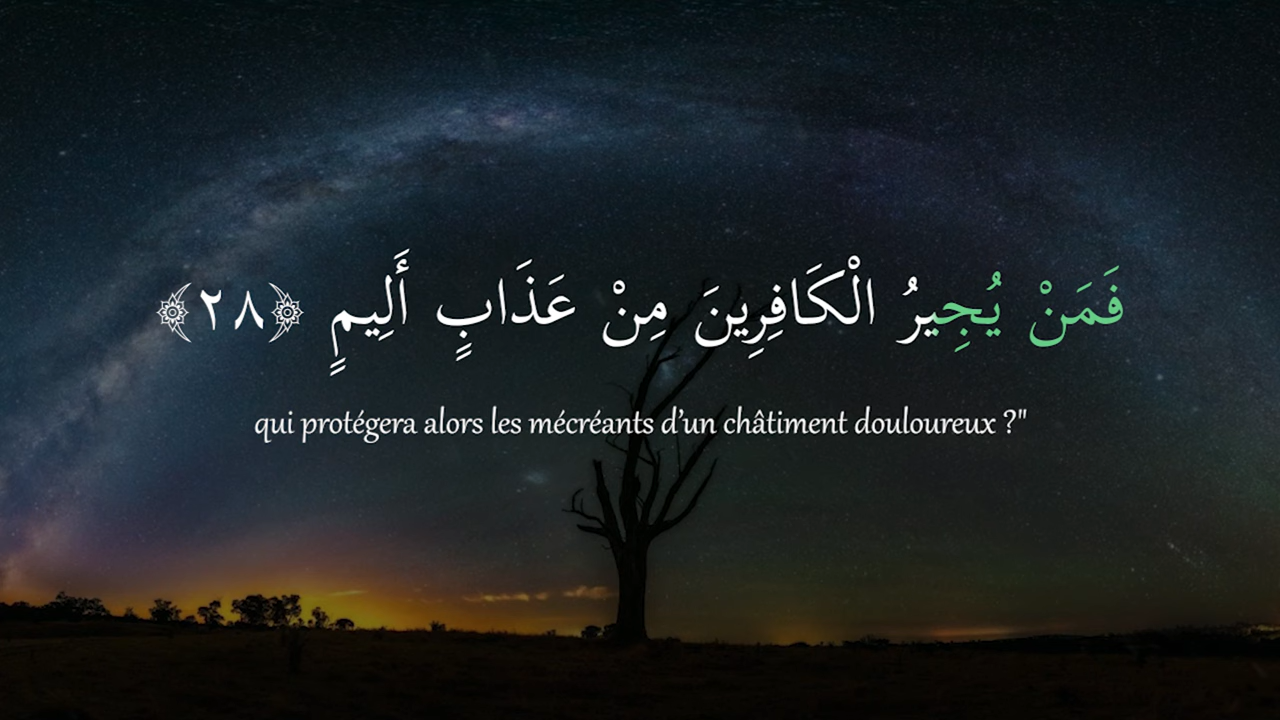 فَمَنْ يُجِيرُ الْكَافِرِينَ مِنْ عَذَابٍ أَلِيمٍ ﴿٢٨﴾
qui protégera alors les mécréants d’un châtiment douloureux ?"